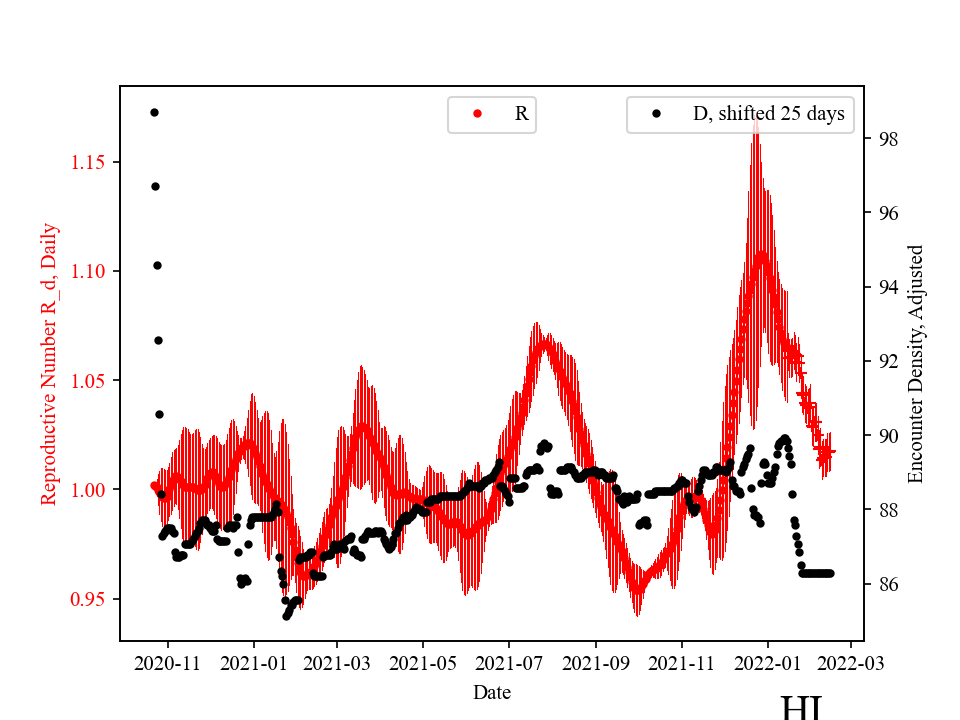 R
D, shifted 25 days
Reproductive Number R_d, Daily
1.15
1.10
1.05
1.00
0.95
98
96
94
92
90
88
86
Encounter Density, Adjusted
2020-11 2021-01 2021-03 2021-05 2021-07 2021-09 2021-11 2022-01 2022-03
Date
HI